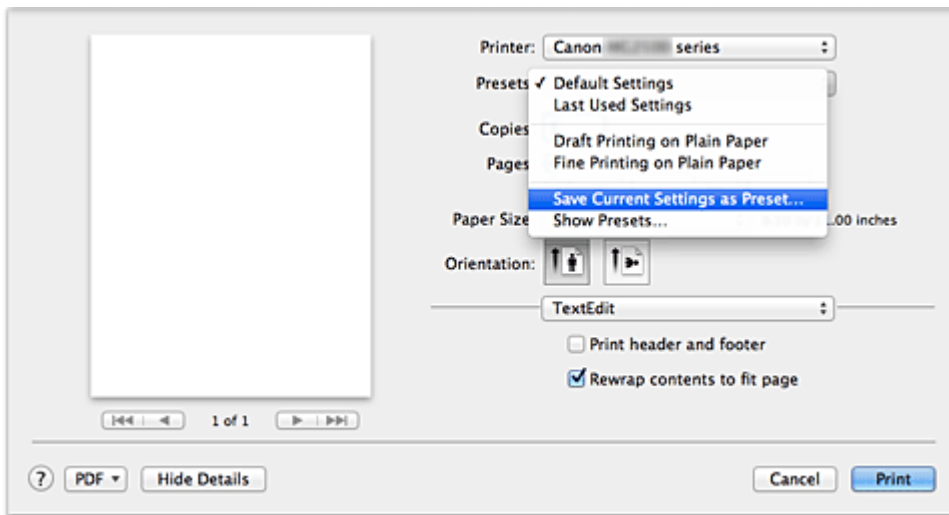 Printer: Canon series
Presets ✓ Default Settings
Last Used Settings
Copies
Draft Printing on Plain Paper
Pages Fine Printing on Plain Paper
Save Current Settings as Preset...
Paper Size Show Presets... .00 inches
Orientation:
TextEdit
Print header and footer
Rewrap contents to fit page
1 of 1
? PDF Hide Details Cancel Print